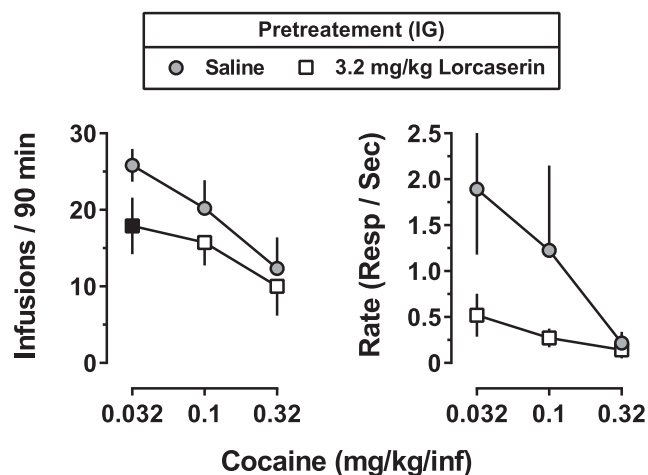 Pretreatement (IG)
Saline 3.2 mg/kg Lorcaserin
Infusions / 90 min
30
20
10
0
0.032 0.1 0.32
Rate (Resp / Sec)
2.5
2.0
1.5
1.0
0.5
0
0.032 0.1 0.32
Cocaine (mg/kg/inf)